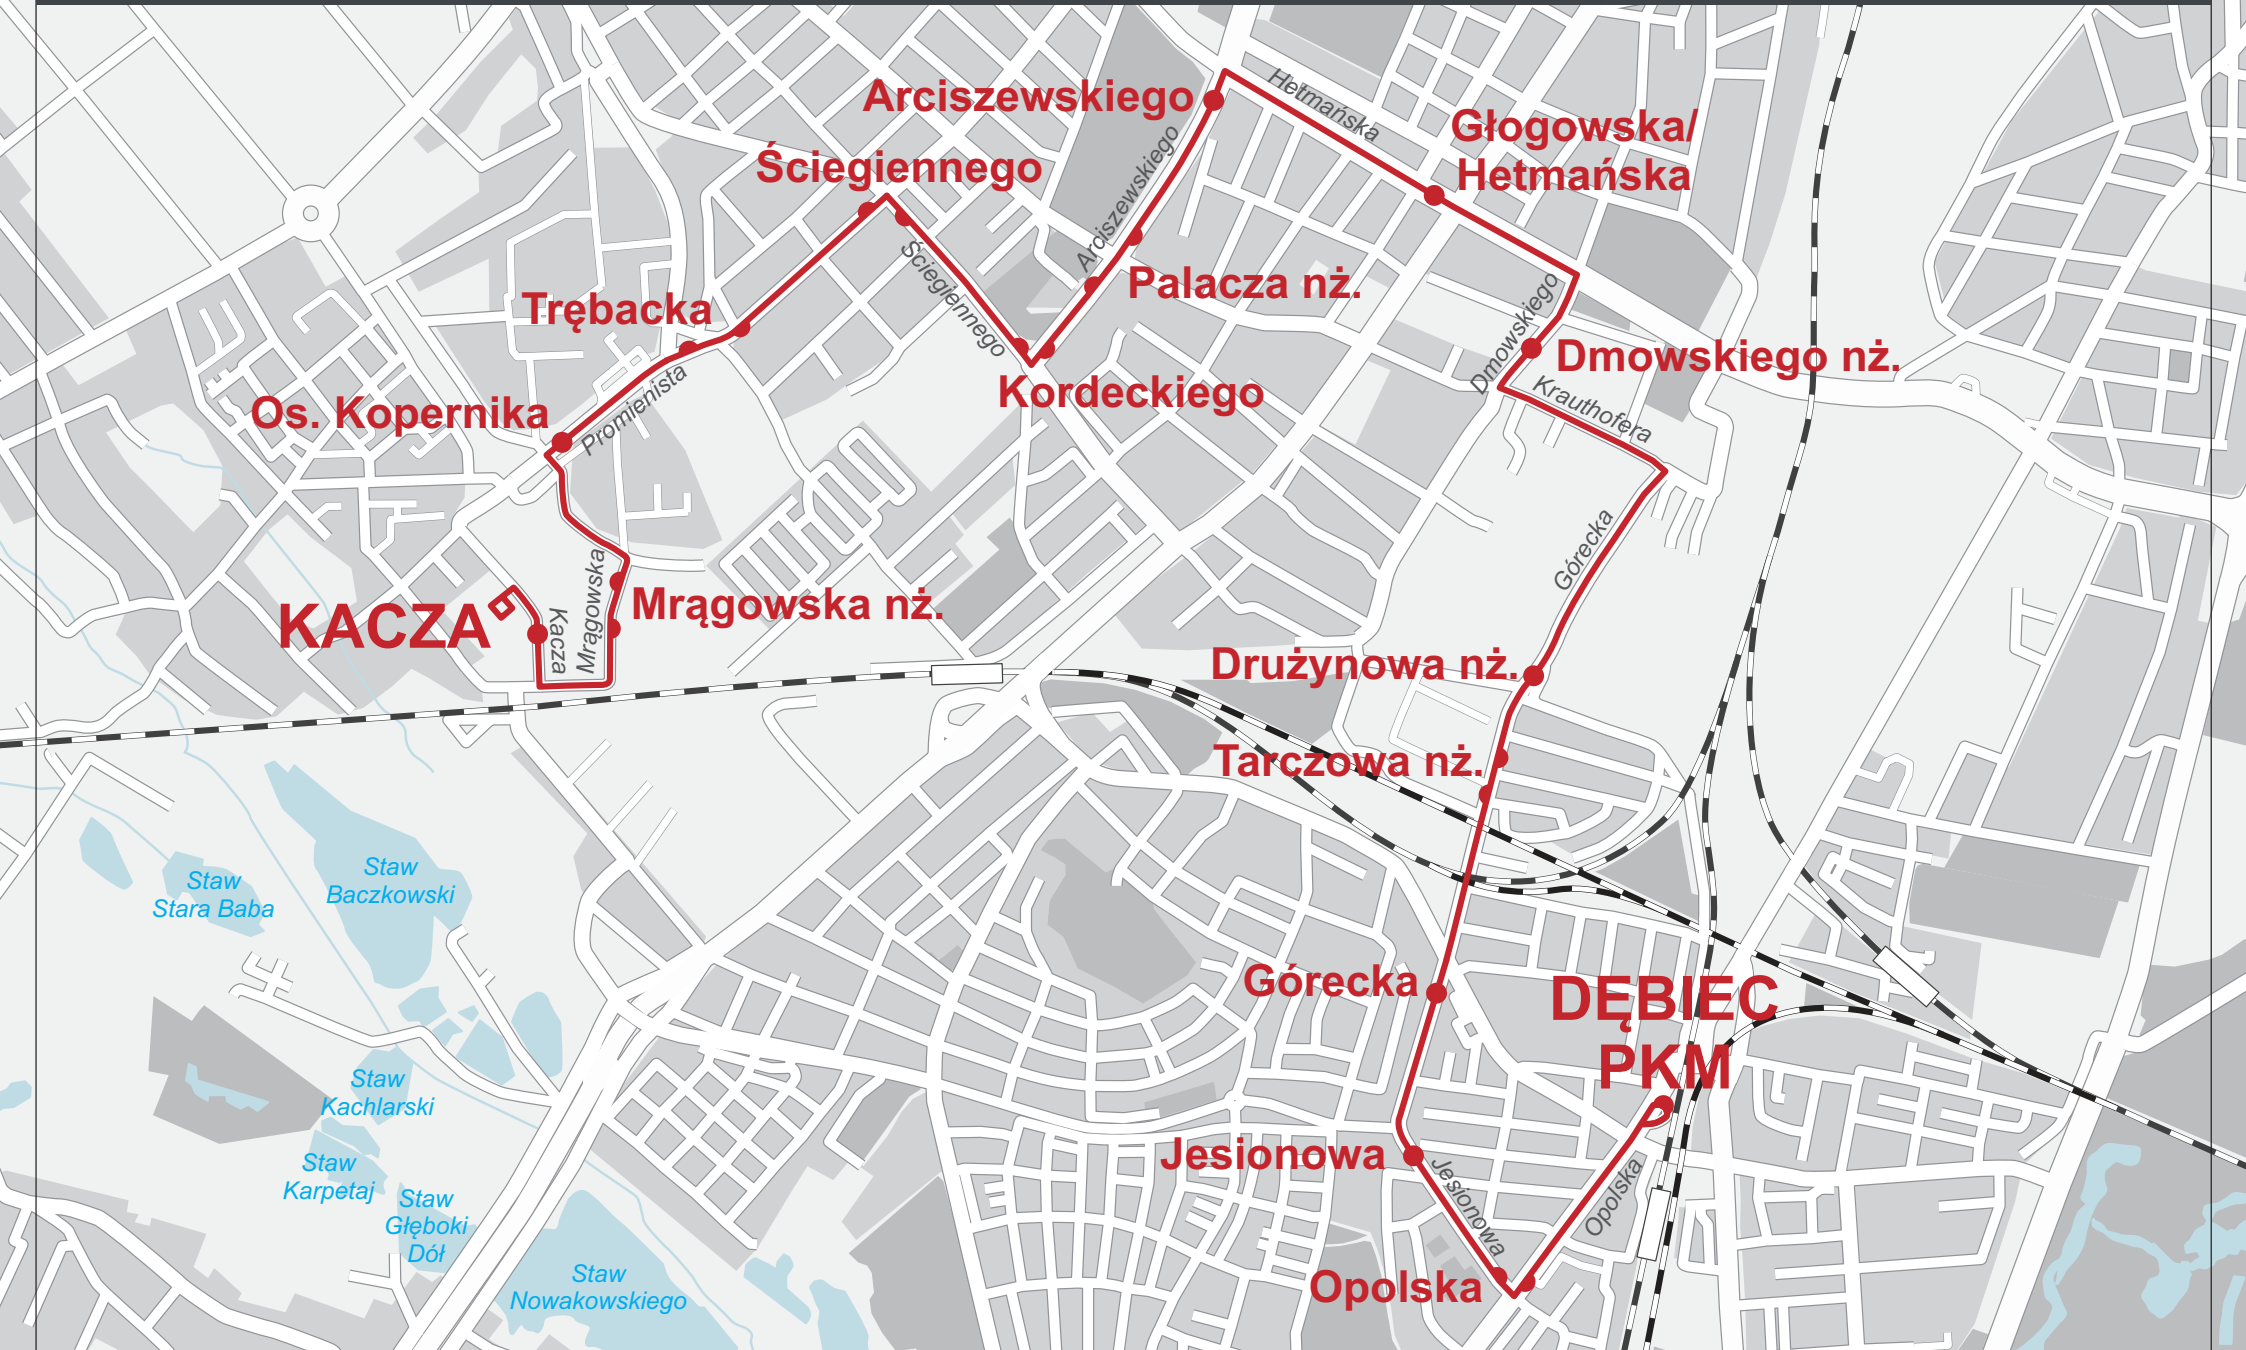 Hetmańska
Arciszewskiego
Głogowska/
Hetmańska
Ściegiennego
Arciszewskiego
Ściegiennego
Palacza nż.
Trębacka
Dmowskiego
Dmowskiego nż.
Kordeckiego
Krauthofera
Promienista
Os. Kopernika
Górecka
KACZA
Kacza
Mrągowska
Mrągowska nż.
Drużynowa nż.
Tarczowa nż.
Staw
Baczkowski
Staw
Stara Baba
Górecka
DĘBIEC
PKM
Staw
Kachlarski
Jesionowa
Jesionowa
Opolska
Staw
Karpetaj
Staw
Głęboki
Dół
Opolska
Staw
Nowakowskiego